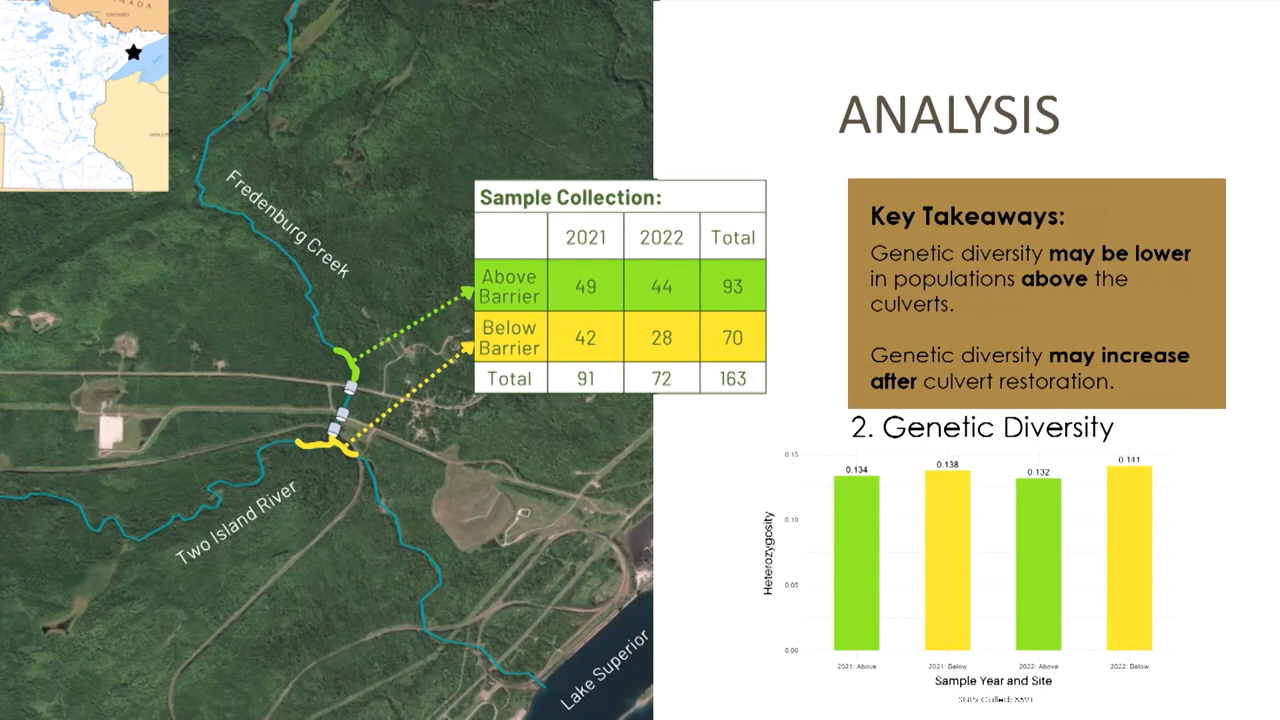 CANADA
ONTARIO
Fredenburg Creek
Two Island River
Lake Superior
Sample Collection:
2021 2022 Total
Above Barrier 49 44 93
Below Barrier 42 28 70
Total 91 72 163
ANALYSIS
Key Takeaways:
Genetic diversity may be lower
in populations above the
culverts.
Genetic diversity may increase
after culvert restoration.
2. Genetic Diversity
0.15
0.10
0.05
0.00
Heterozygosity
0.134
0.138
0.132
0.141
2021: Above 2021: Below 2022: Above 2022: Below
Sample Year and Site